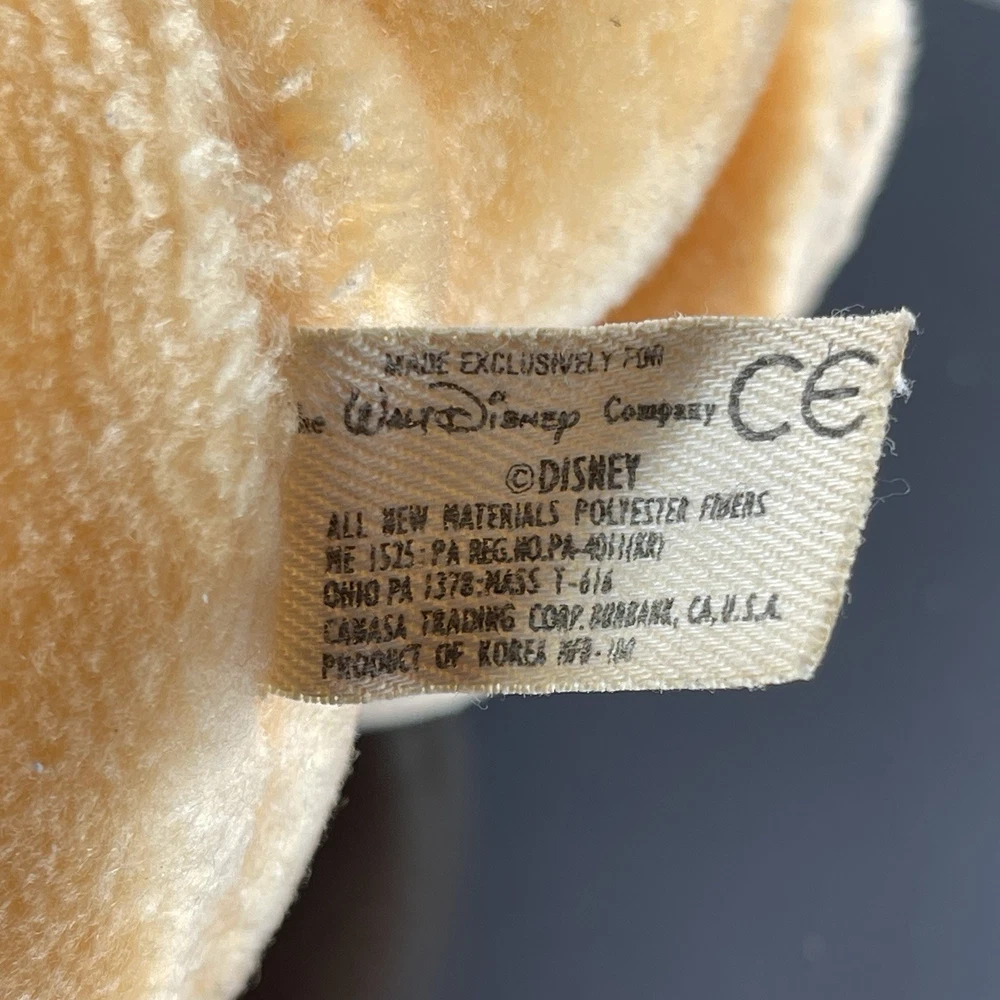 MADE EXCLUSIVELY FOR
The WALT DISNEY Company CE
©DISNEY
ALL NEW MATERIALS POLYESTER FIBERS
ME 1525: PA REG.NO.PA-4011(KR)
OHIO PA 1378:MASS T-616
CANASA TRADING CORP. BURBANK, CA, U.S.A.
PRODUCT OF KOREA